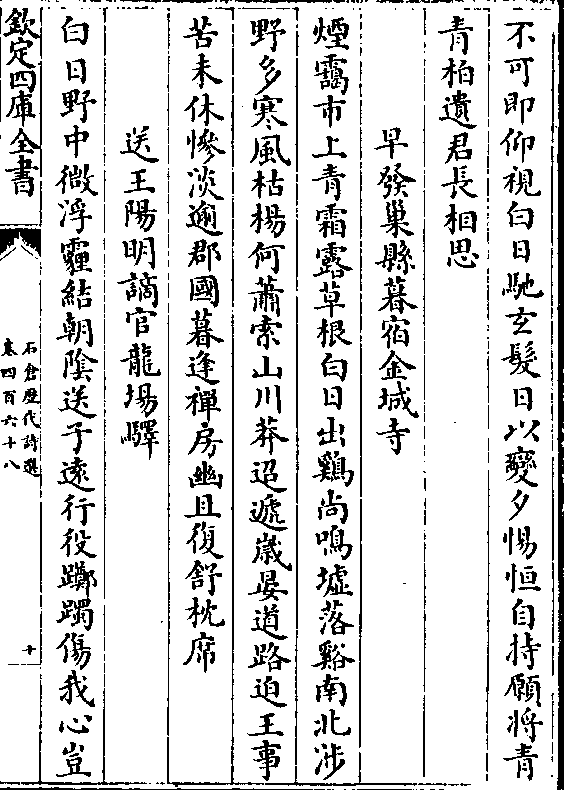 不可即仰視白日馳玄髮日以變夕惕恒自持願將青
青柏遺君長相思
早發巢縣暮宿金城寺
煙靄市上青霜露草根白日出鷄尚鳴墟落谿南北涉
野多寒風枯楊何蕭索山川莽迢遞嵗晏道路迫王事
苦未休慘淡逾郡國暮逢禪房幽且復舒枕席
送王陽明謫官龍場驛
白日野中微浮霾結朝陰送子逺行役躑躅傷我心豈
欽定四庫全書
石倉歷代詩選
卷四百六十八
十